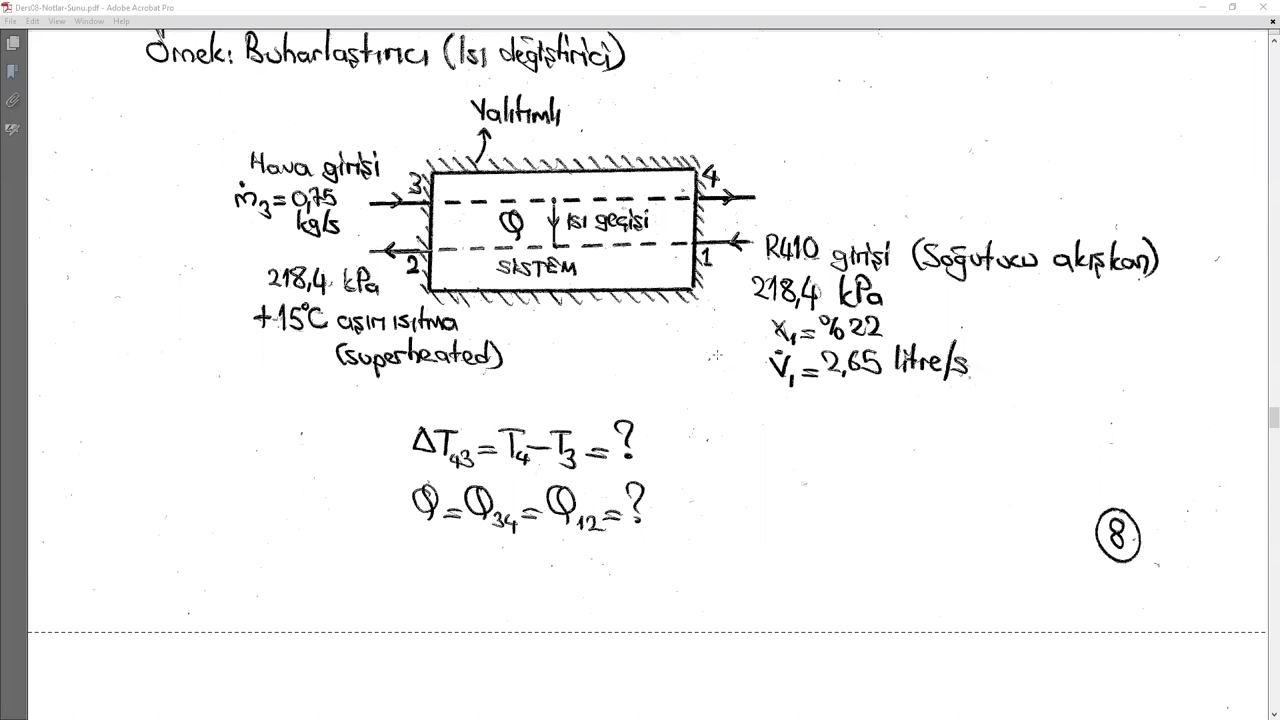 Ders08-Notlar-Sunu.pdf - Adobe Acrobat Pro
File Edit View Window Help
Örnek: Buharlaştırıcı (Isı değiştirici)
Yalıtımlı
Hava girişi
ṁ₃ = 0,75
kg/s
3
4
Q Isı geçişi
2
SİSTEM
1
218,4 kPa
+15°C aşırı ısıtma
(superheated)
R410 girişi (Soğutucu akışkan)
218,4 kPa
x₁ = %22
V̇₁ = 2,65 litre/s
ΔT₄₃ = T₄ − T₃ = ?
Q = Q₃₄ = Q₁₂ = ?
8